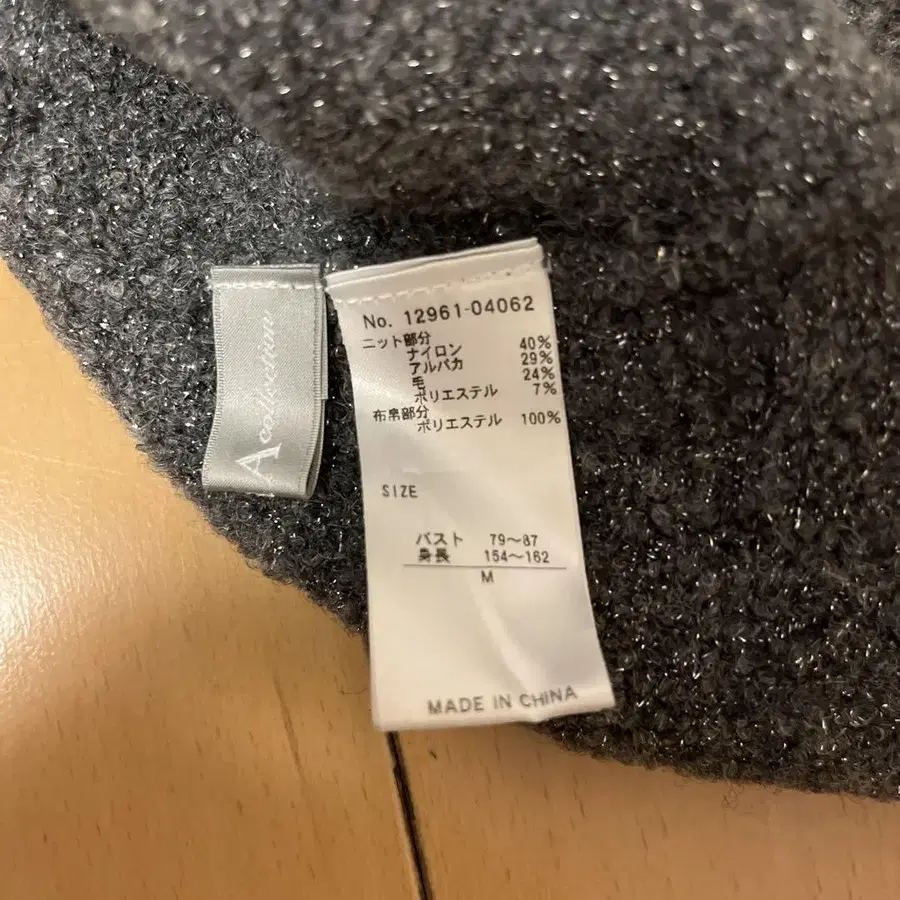 A collection
No. 12961-04062
ニット部分
ナイロン 40%
アルパカ 29%
毛 24%
ポリエステル 7%
布帛部分
ポリエステル 100%
SIZE
バスト 79〜87
身長 154〜162
M
MADE IN CHINA